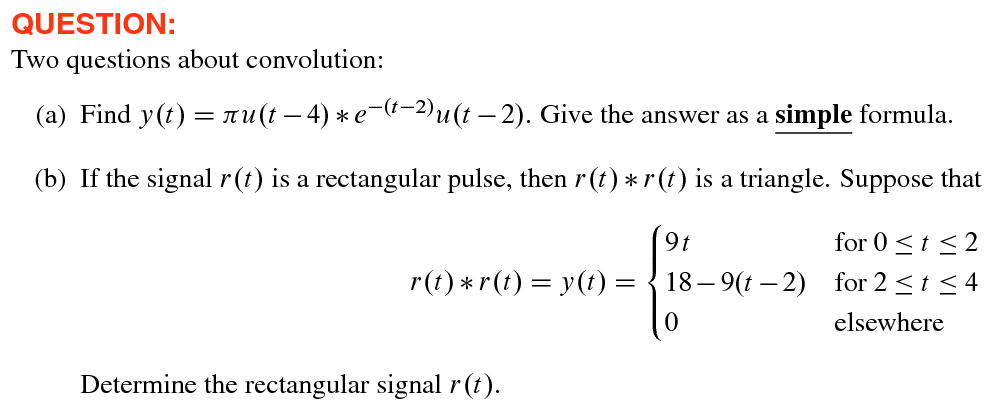 QUESTION:
Two questions about convolution:
(a) Find y(t) = πu(t − 4) ∗ e^{−(t−2)}u(t − 2). Give the answer as a simple formula.
(b) If the signal r(t) is a rectangular pulse, then r(t) ∗ r(t) is a triangle. Suppose that
r(t) ∗ r(t) = y(t) = { 9t for 0 ≤ t ≤ 2
18 − 9(t − 2) for 2 ≤ t ≤ 4
0 elsewhere
Determine the rectangular signal r(t).